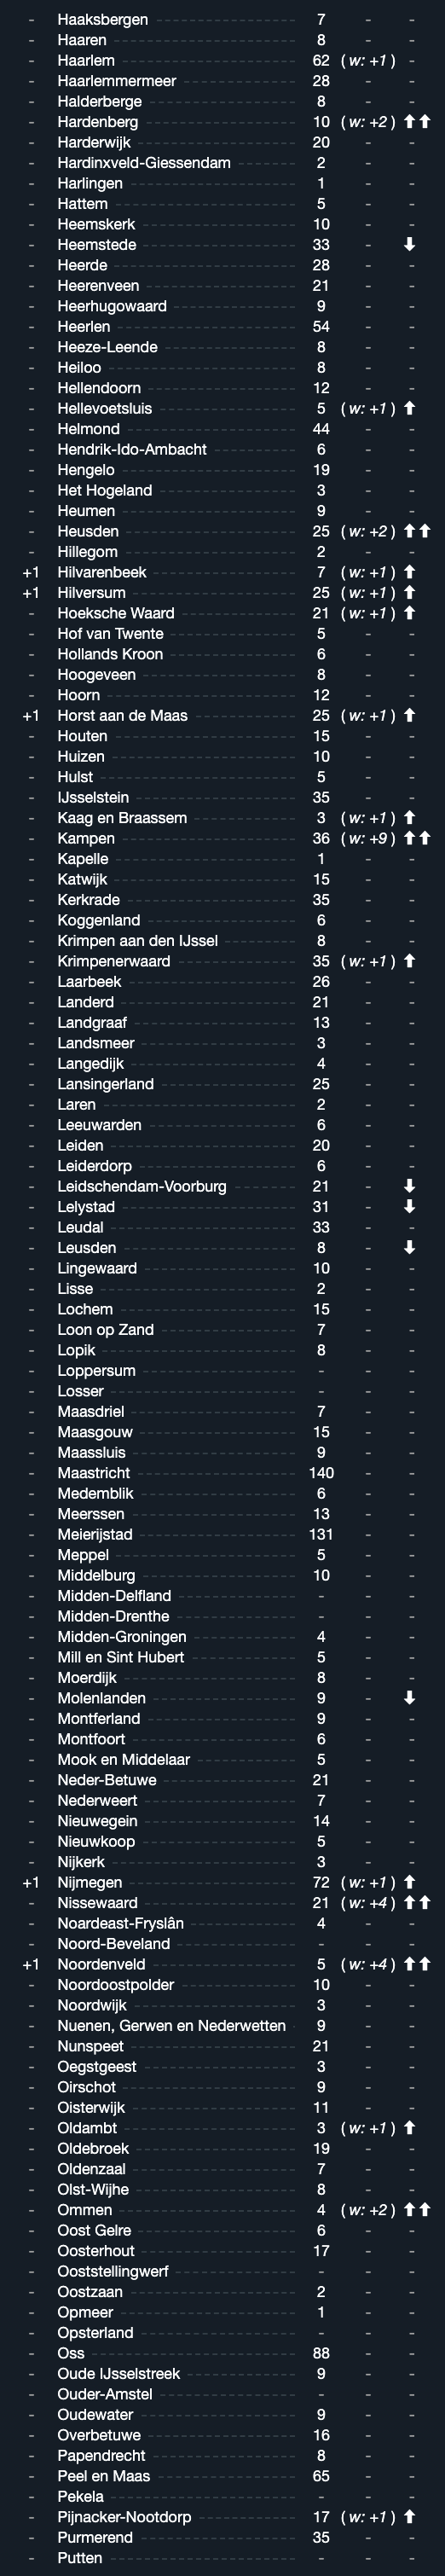 - Haaksbergen 7 - -
- Haaren 8 - -
- Haarlem 62 ( w: +1 ) -
- Haarlemmermeer 28 - -
- Halderberge 8 - -
- Hardenberg 10 ( w: +2 ) ⬆⬆
- Harderwijk 20 - -
- Hardinxveld-Giessendam 2 - -
- Harlingen 1 - -
- Hattem 5 - -
- Heemskerk 10 - -
- Heemstede 33 - ⬇
- Heerde 28 - -
- Heerenveen 21 - -
- Heerhugowaard 9 - -
- Heerlen 54 - -
- Heeze-Leende 8 - -
- Heiloo 8 - -
- Hellendoorn 12 - -
- Hellevoetsluis 5 ( w: +1 ) ⬆
- Helmond 44 - -
- Hendrik-Ido-Ambacht 6 - -
- Hengelo 19 - -
- Het Hogeland 3 - -
- Heumen 9 - -
- Heusden 25 ( w: +2 ) ⬆⬆
- Hillegom 2 - -
+1 Hilvarenbeek 7 ( w: +1 ) ⬆
+1 Hilversum 25 ( w: +1 ) ⬆
- Hoeksche Waard 21 ( w: +1 ) ⬆
- Hof van Twente 5 - -
- Hollands Kroon 6 - -
- Hoogeveen 8 - -
- Hoorn 12 - -
+1 Horst aan de Maas 25 ( w: +1 ) ⬆
- Houten 15 - -
- Huizen 10 - -
- Hulst 5 - -
- IJsselstein 35 - -
- Kaag en Braassem 3 ( w: +1 ) ⬆
- Kampen 36 ( w: +9 ) ⬆⬆
- Kapelle 1 - -
- Katwijk 15 - -
- Kerkrade 35 - -
- Koggenland 6 - -
- Krimpen aan den IJssel 8 - -
- Krimpenerwaard 35 ( w: +1 ) ⬆
- Laarbeek 26 - -
- Landerd 21 - -
- Landgraaf 13 - -
- Landsmeer 3 - -
- Langedijk 4 - -
- Lansingerland 25 - -
- Laren 2 - -
- Leeuwarden 6 - -
- Leiden 20 - -
- Leiderdorp 6 - -
- Leidschendam-Voorburg 21 - ⬇
- Lelystad 31 - ⬇
- Leudal 33 - -
- Leusden 8 - ⬇
- Lingewaard 10 - -
- Lisse 2 - -
- Lochem 15 - -
- Loon op Zand 7 - -
- Lopik 8 - -
- Loppersum - - -
- Losser - - -
- Maasdriel 7 - -
- Maasgouw 15 - -
- Maassluis 9 - -
- Maastricht 140 - -
- Medemblik 6 - -
- Meerssen 13 - -
- Meierijstad 131 - -
- Meppel 5 - -
- Middelburg 10 - -
- Midden-Delfland - - -
- Midden-Drenthe - - -
- Midden-Groningen 4 - -
- Mill en Sint Hubert 5 - -
- Moerdijk 8 - -
- Molenlanden 9 - ⬇
- Montferland 9 - -
- Montfoort 6 - -
- Mook en Middelaar 5 - -
- Neder-Betuwe 21 - -
- Nederweert 7 - -
- Nieuwegein 14 - -
- Nieuwkoop 5 - -
- Nijkerk 3 - -
+1 Nijmegen 72 ( w: +1 ) ⬆
- Nissewaard 21 ( w: +4 ) ⬆⬆
- Noardeast-Fryslân 4 - -
- Noord-Beveland - - -
+1 Noordenveld 5 ( w: +4 ) ⬆⬆
- Noordoostpolder 10 - -
- Noordwijk 3 - -
- Nuenen, Gerwen en Nederwetten 9 - -
- Nunspeet 21 - -
- Oegstgeest 3 - -
- Oirschot 9 - -
- Oisterwijk 11 - -
- Oldambt 3 ( w: +1 ) ⬆
- Oldebroek 19 - -
- Oldenzaal 7 - -
- Olst-Wijhe 8 - -
- Ommen 4 ( w: +2 ) ⬆⬆
- Oost Gelre 6 - -
- Oosterhout 17 - -
- Ooststellingwerf - - -
- Oostzaan 2 - -
- Opmeer 1 - -
- Opsterland - - -
- Oss 88 - -
- Oude IJsselstreek 9 - -
- Ouder-Amstel - - -
- Oudewater 9 - -
- Overbetuwe 16 - -
- Papendrecht 8 - -
- Peel en Maas 65 - -
- Pekela - - -
- Pijnacker-Nootdorp 17 ( w: +1 ) ⬆
- Purmerend 35 - -
- Putten - - -